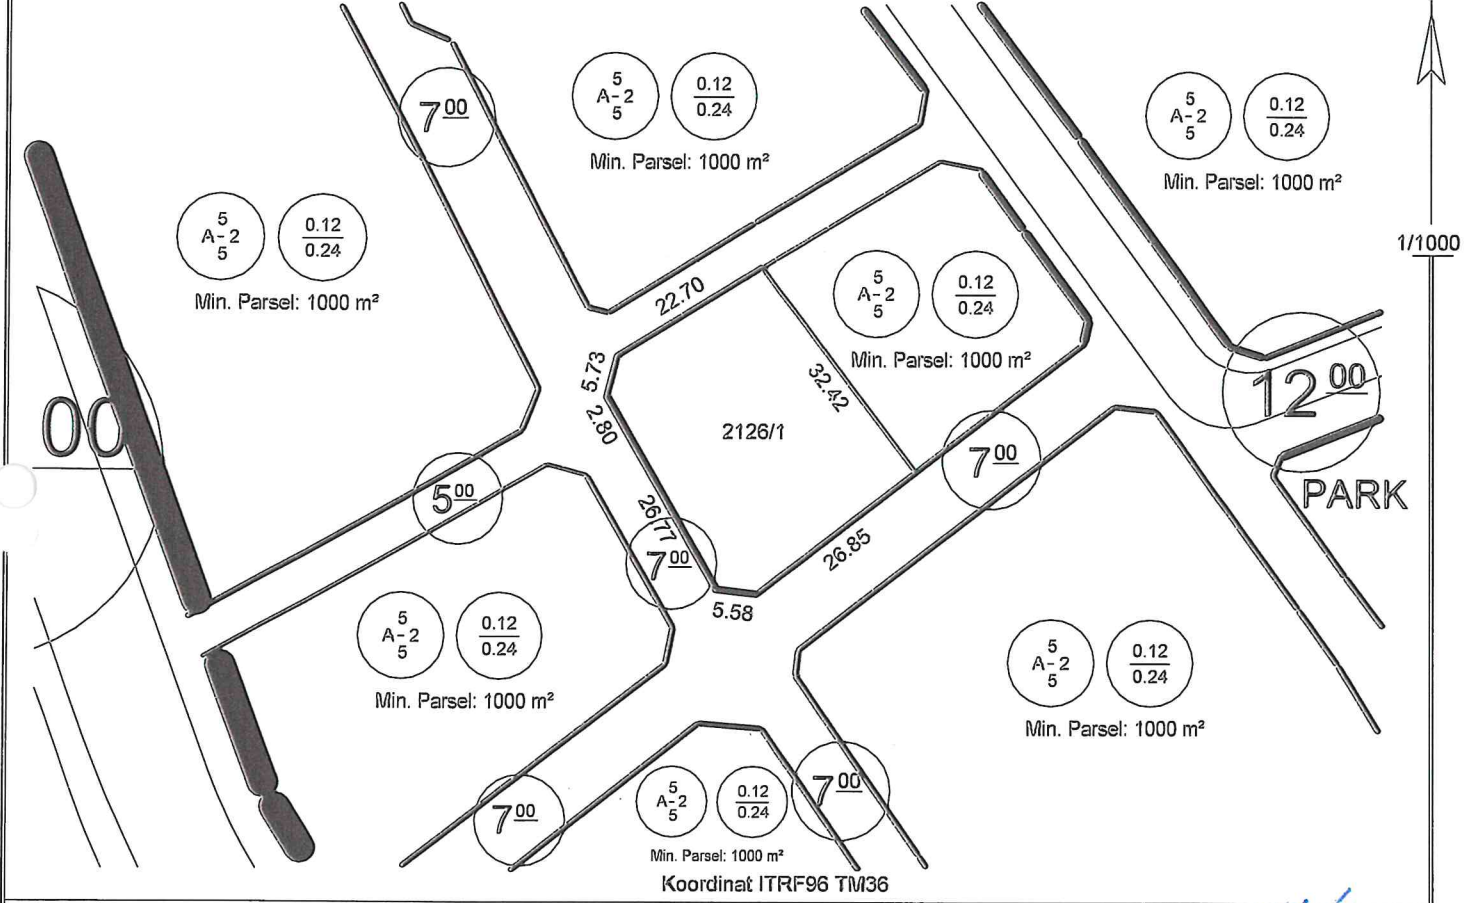 7 00
5
A-2
5
0.12
0.24
Min. Parsel: 1000 m²
5
A-2
5
0.12
0.24
Min. Parsel: 1000 m²
5
A-2
5
0.12
0.24
Min. Parsel: 1000 m²
1/1000
22.70
5
A-2
5
0.12
0.24
Min. Parsel: 1000 m²
5.73
2.80
32.42
2126/1
12 00
00
5 00
7 00
PARK
26.77
7 00
26.85
5.58
5
A-2
5
0.12
0.24
Min. Parsel: 1000 m²
5
A-2
5
0.12
0.24
Min. Parsel: 1000 m²
7 00
5
A-2
5
0.12
0.24
Min. Parsel: 1000 m²
7 00
Koordinat ITRF96 TM36